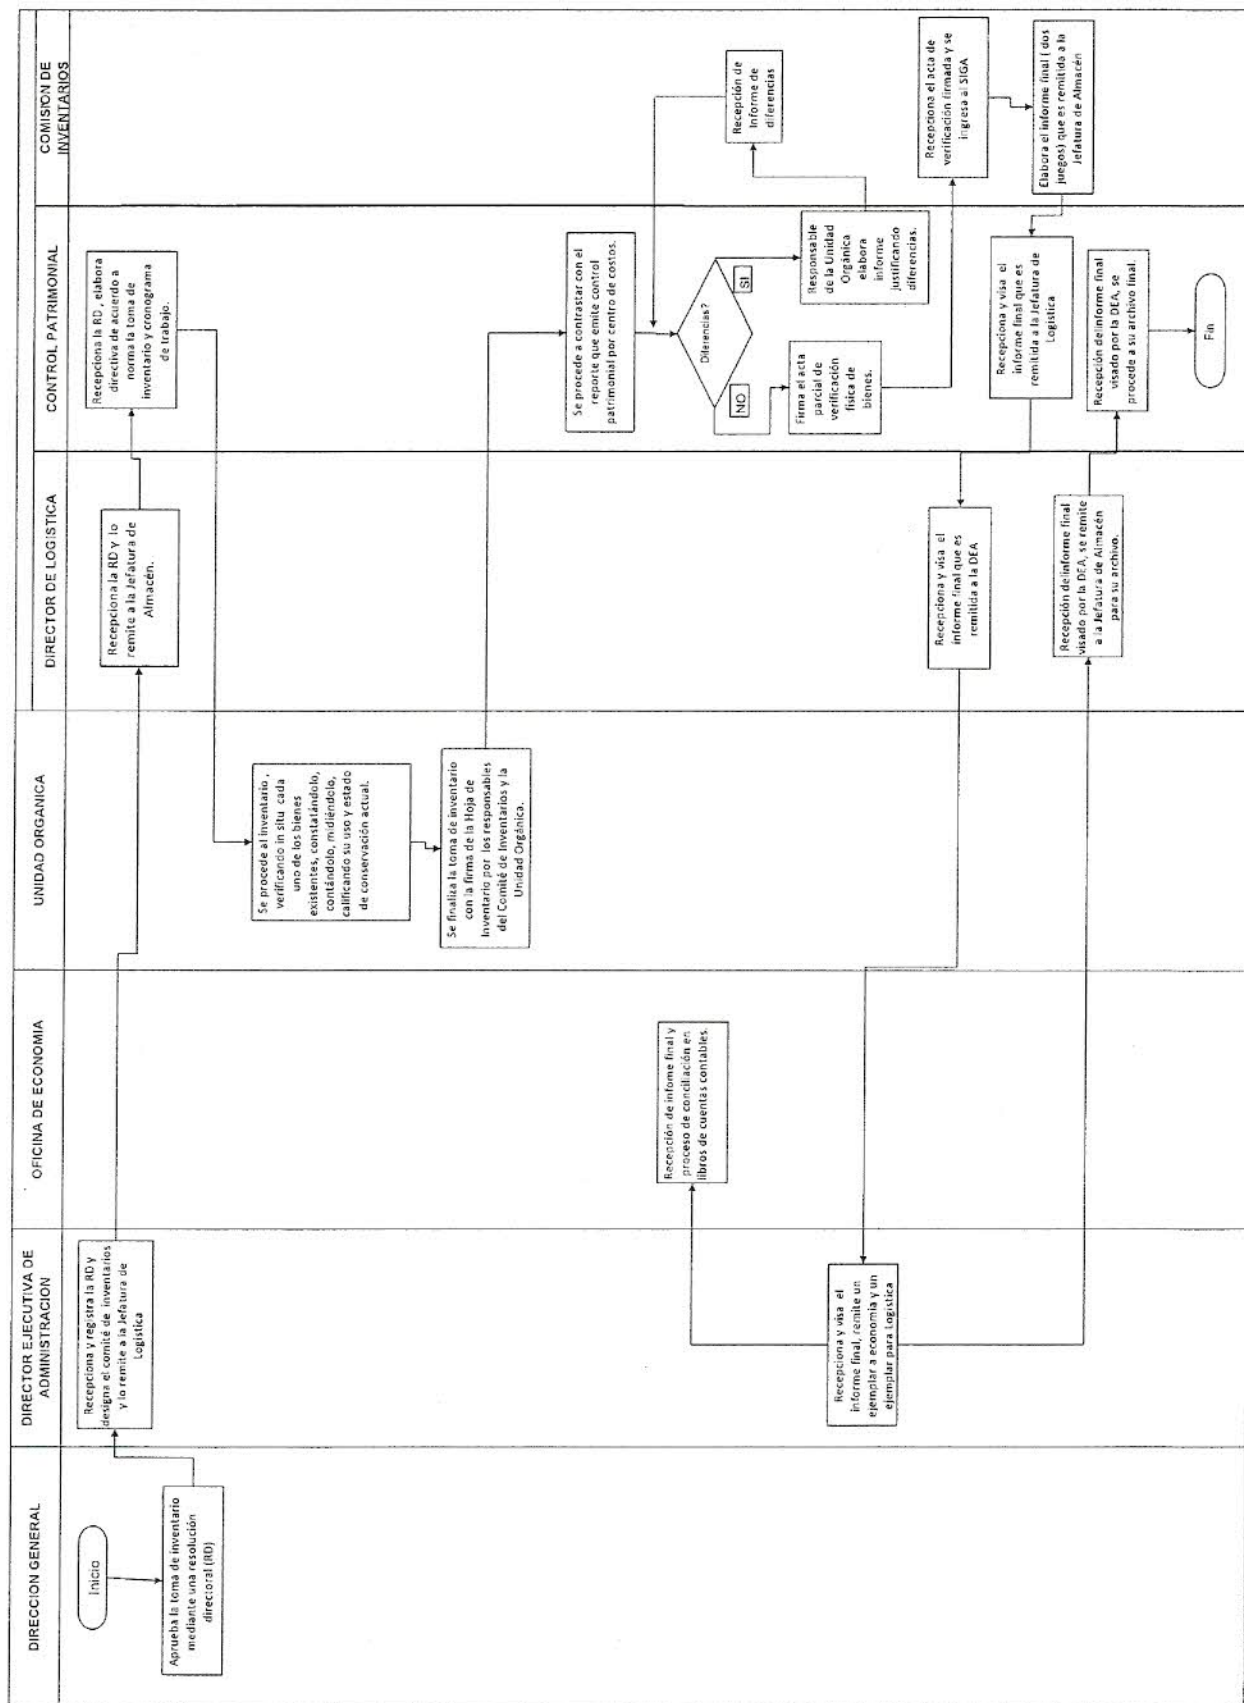 DIRECCION GENERAL
DIRECTOR EJECUTIVA DE
ADMINISTRACION
OFICINA DE ECONOMIA
UNIDAD ORGANICA
DIRECTOR DE LOGISTICA
CONTROL PATRIMONIAL
COMISION DE
INVENTARIOS
Inicio
Aprueba la toma de inventario
mediante una resolución
directoral (RD)
Recepciona y registra la RD y
designa el comité de inventarios
y lo remite a la Jefatura de
Logística
Recepciona la RD y lo
remite a la Jefatura de
Almacén.
Recepciona la RD , elabora
directiva de acuerdo a
norma la toma de
inventario y cronograma
de trabajo.
Se procede al inventario ,
verificando in situ cada
uno de los bienes
existentes, constatándolo,
contándolo, midiéndolo,
calificando su uso y estado
de conservación actual.
Se finaliza la toma de inventario
con la firma de la Hoja de
Inventario por los responsables
del Comité de Inventarios y la
Unidad Orgánica.
Se procede a contrastar con el
reporte que emite control
patrimonial por centro de costos.
Diferencias?
NO
SI
Firma el acta
parcial de
verificación
física de
bienes.
Responsable
de la Unidad
Orgánica
elabora
informe
justificando
diferencias.
Recepción de
Informe de
diferencias
Recepciona el acta de
verificación firmada y se
ingresa al SIGA
Elabora el informe final ( dos
juegos) que es remitida a la
Jefatura de Almacén
Recepciona y visa el
informe final que es
remitida a la Jefatura de
Logística
Recepciona y visa el
informe final que es
remitida a la DEA
Recepciona y visa el
informe final, remite un
ejemplar a economia y un
ejemplar para Logística
Recepción de infome final y
proceso de conciliación en
libros de cuentas contables.
Recepción delinforme final
visado por la DEA, se remite
a la Jefatura de Almacén
para su archivo.
Recepción delinforme final
visado por la DEA, se
procede a su archivo final.
Fin